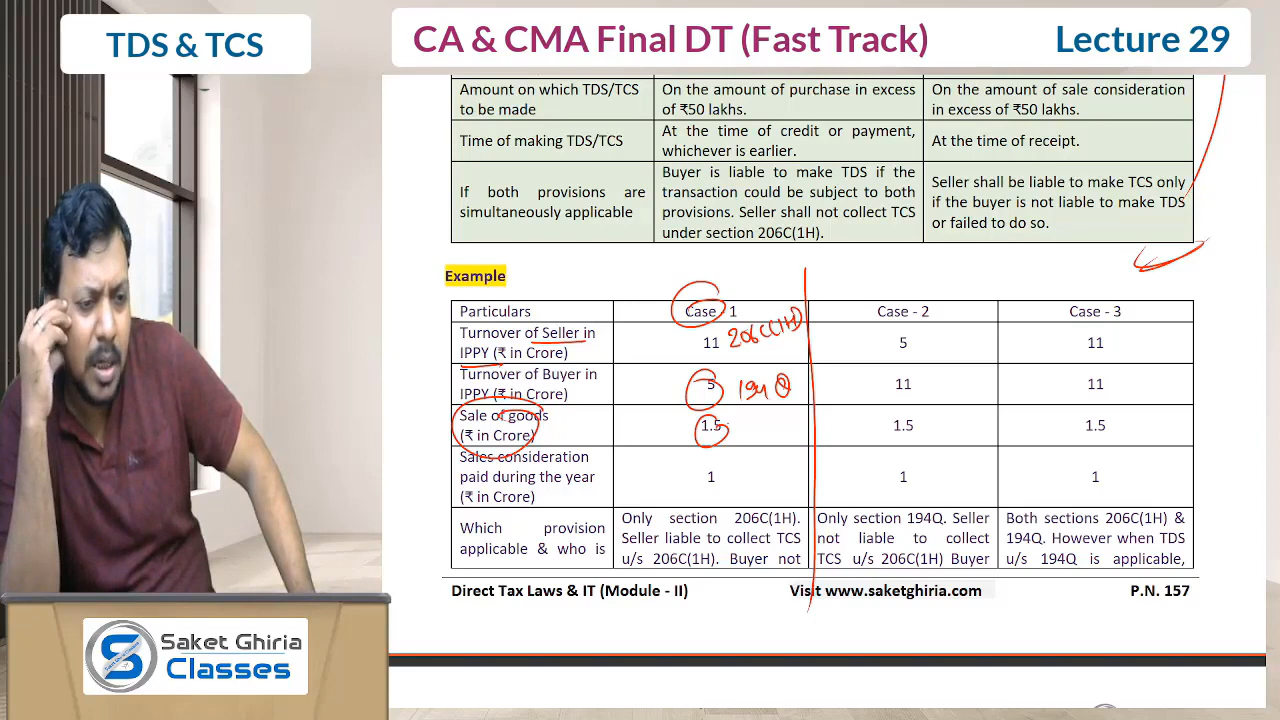 TDS & TCS
CA & CMA Final DT (Fast Track)
Lecture 29
Amount on which TDS/TCS
to be made
On the amount of purchase in excess
of ₹50 lakhs.
On the amount of sale consideration
in excess of ₹50 lakhs.
Time of making TDS/TCS
At the time of credit or payment,
whichever is earlier.
At the time of receipt.
If both provisions are
simultaneously applicable
Buyer is liable to make TDS if the
transaction could be subject to both
provisions. Seller shall not collect TCS
under section 206C(1H).
Seller shall be liable to make TCS only
if the buyer is not liable to make TDS
or failed to do so.
Example
Particulars
Case - 1
Case - 2
Case - 3
Turnover of Seller in
IPPY (₹ in Crore)
11
206C(1H)
5
11
Turnover of Buyer in
IPPY (₹ in Crore)
5
194Q
11
11
Sale of goods
(₹ in Crore)
1.5
1.5
1.5
Sales consideration
paid during the year
(₹ in Crore)
1
1
1
Which provision
applicable & who is
Only section 206C(1H).
Seller liable to collect TCS
u/s 206C(1H). Buyer not
Only section 194Q. Seller
not liable to collect
TCS u/s 206C(1H) Buyer
Both sections 206C(1H) &
194Q. However when TDS
u/s 194Q is applicable,
Direct Tax Laws & IT (Module - II)
Visit www.saketghiria.com
P.N. 157
Saket Ghiria
Classes